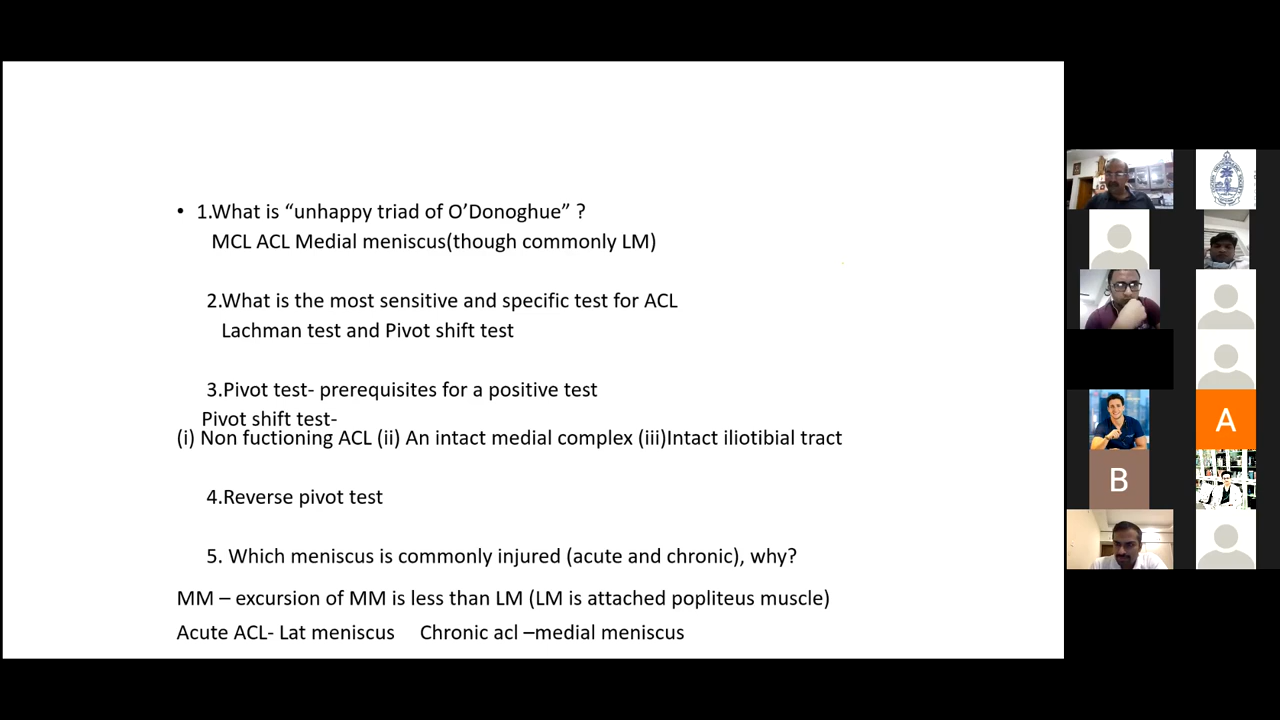 • 1.What is “unhappy triad of O’Donoghue” ?
MCL ACL Medial meniscus(though commonly LM)
2.What is the most sensitive and specific test for ACL
Lachman test and Pivot shift test
3.Pivot test- prerequisites for a positive test
Pivot shift test-
(i) Non fuctioning ACL (ii) An intact medial complex (iii)Intact iliotibial tract
4.Reverse pivot test
5. Which meniscus is commonly injured (acute and chronic), why?
MM – excursion of MM is less than LM (LM is attached popliteus muscle)
Acute ACL- Lat meniscus Chronic acl –medial meniscus
A
B